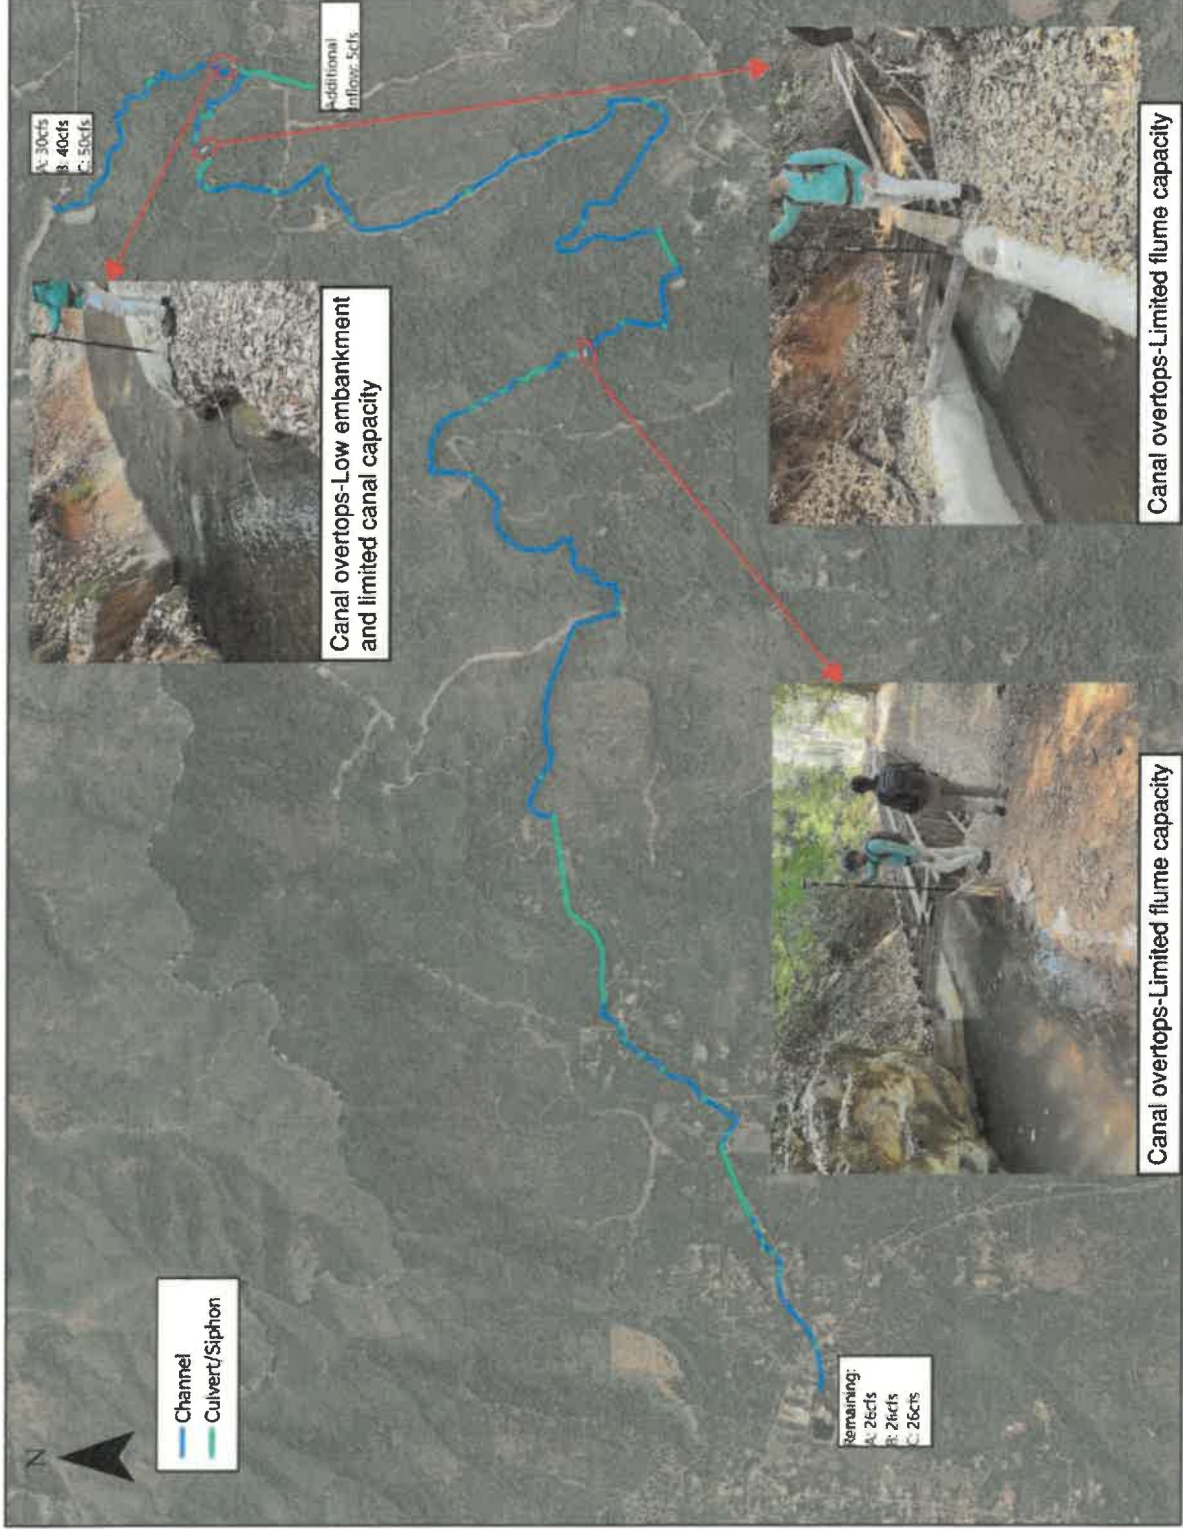 N
Channel
Culvert/Siphon
Canal overtops-Low embankment
and limited canal capacity
A: 30cfs
B: 40cfs
C: 50cfs
Additional
Inflow: 5cfs
Remaining:
A: 26cfs
B: 26cfs
C: 26cfs
Canal overtops-Limited flume capacity
Canal overtops-Limited flume capacity